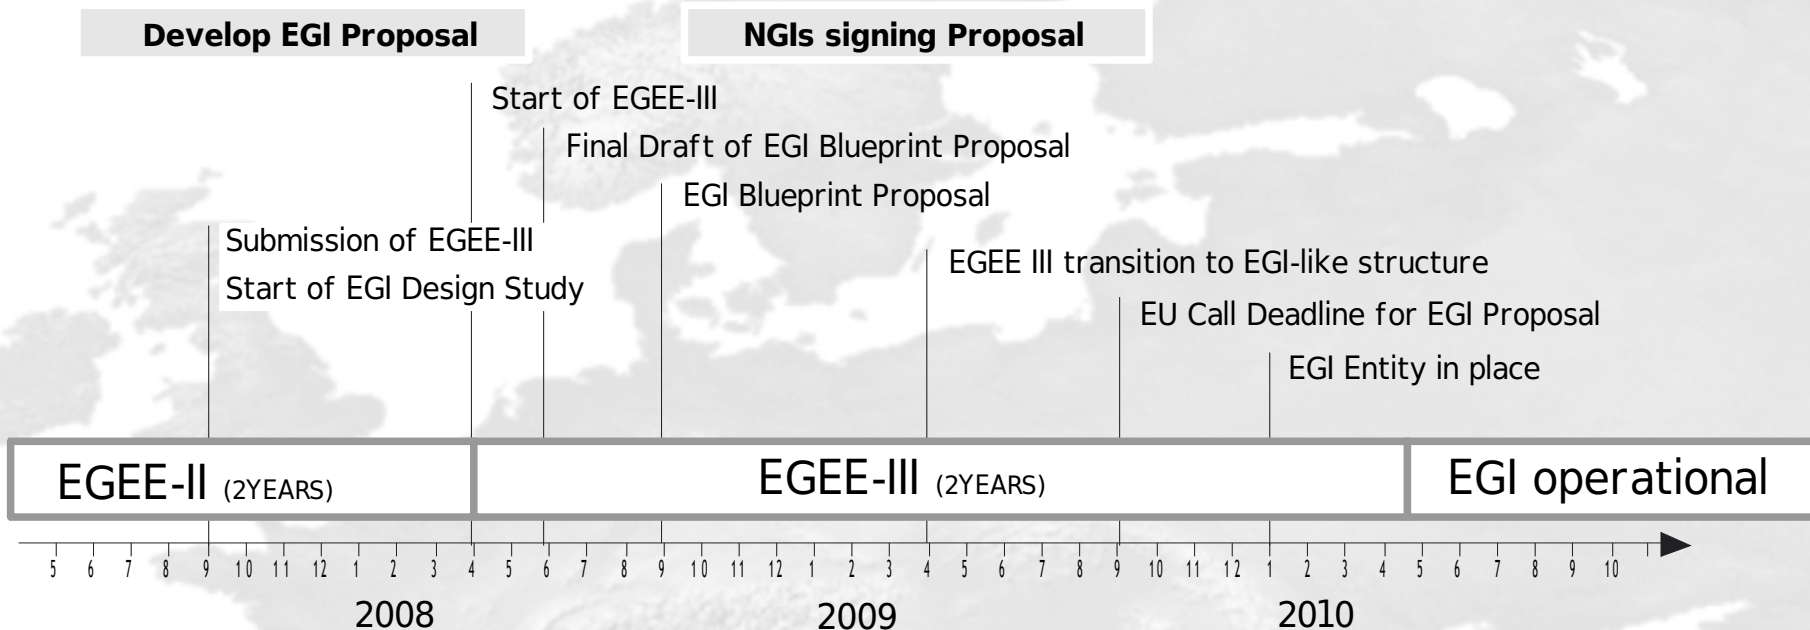 Develop EGI Proposal
NGIs signing Proposal
Start of EGEE-III
Final Draft of EGI Blueprint Proposal
EGI Blueprint Proposal
Submission of EGEE-III
Start of EGI Design Study
EGEE III transition to EGI-like structure
EU Call Deadline for EGI Proposal
EGI Entity in place
EGEE-II (2YEARS)
EGEE-III (2YEARS)
EGI operational
5 6 7 8 9 10 11 12 1 2 3 4 5 6 7 8 9 10 11 12 1 2 3 4 5 6 7 8 9 10 11 12 1 2 3 4 5 6 7 8 9 10
2008 2009 2010